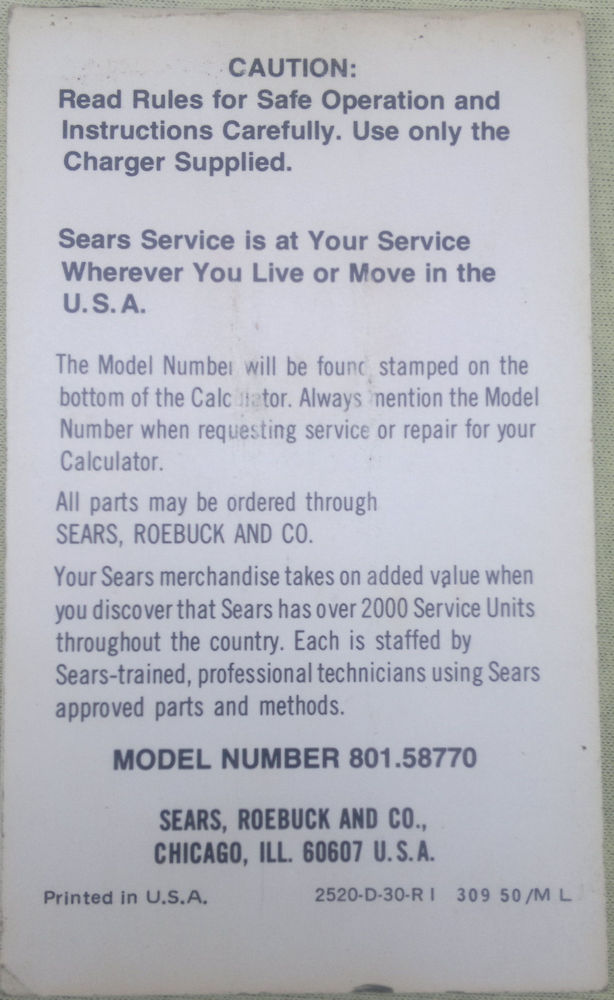 CAUTION:
Read Rules for Safe Operation and
Instructions Carefully. Use only the
Charger Supplied.
Sears Service is at Your Service
Wherever You Live or Move in the
U.S.A.
The Model Number will be found stamped on the
bottom of the Calculator. Always mention the Model
Number when requesting service or repair for your
Calculator.
All parts may be ordered through
SEARS, ROEBUCK AND CO.
Your Sears merchandise takes on added value when
you discover that Sears has over 2000 Service Units
throughout the country. Each is staffed by
Sears-trained, professional technicians using Sears
approved parts and methods.
MODEL NUMBER 801.58770
SEARS, ROEBUCK AND CO.,
CHICAGO, ILL. 60607 U.S.A.
Printed in U.S.A. 2520-D-30-R I 309 50/M L